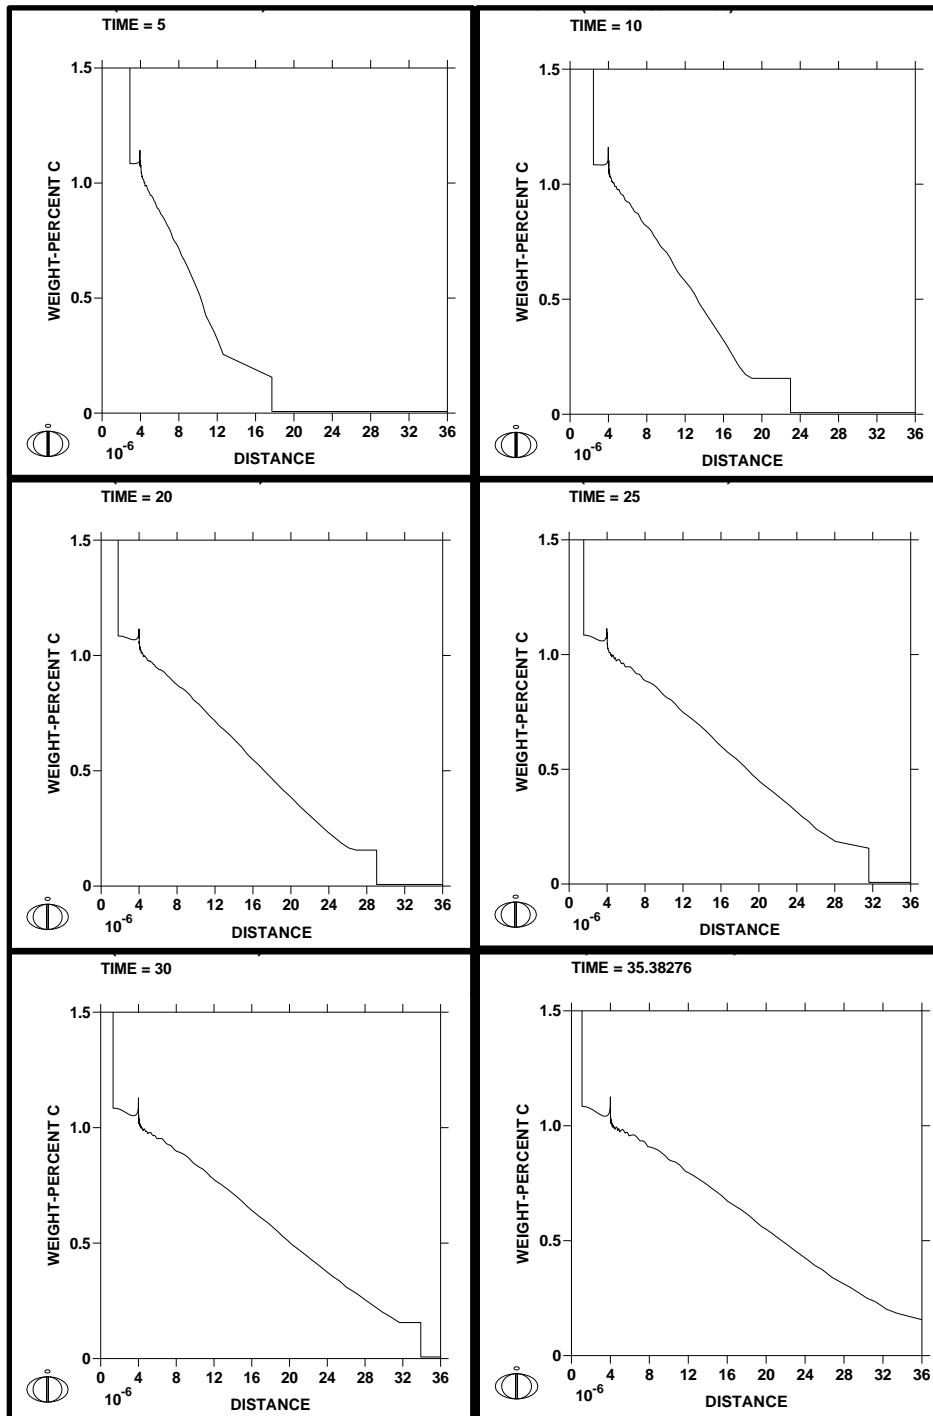 TIME = 5
1.5
1.0
0.5
0
WEIGHT-PERCENT C
0 4 8 12 16 20 24 28 32 36
10-6
DISTANCE
TIME = 10
1.5
1.0
0.5
0
WEIGHT-PERCENT C
0 4 8 12 16 20 24 28 32 36
10-6
DISTANCE
TIME = 20
1.5
1.0
0.5
0
WEIGHT-PERCENT C
0 4 8 12 16 20 24 28 32 36
10-6
DISTANCE
TIME = 25
1.5
1.0
0.5
0
WEIGHT-PERCENT C
0 4 8 12 16 20 24 28 32 36
10-6
DISTANCE
TIME = 30
1.5
1.0
0.5
0
WEIGHT-PERCENT C
0 4 8 12 16 20 24 28 32 36
10-6
DISTANCE
TIME = 35.38276
1.5
1.0
0.5
0
WEIGHT-PERCENT C
0 4 8 12 16 20 24 28 32 36
10-6
DISTANCE